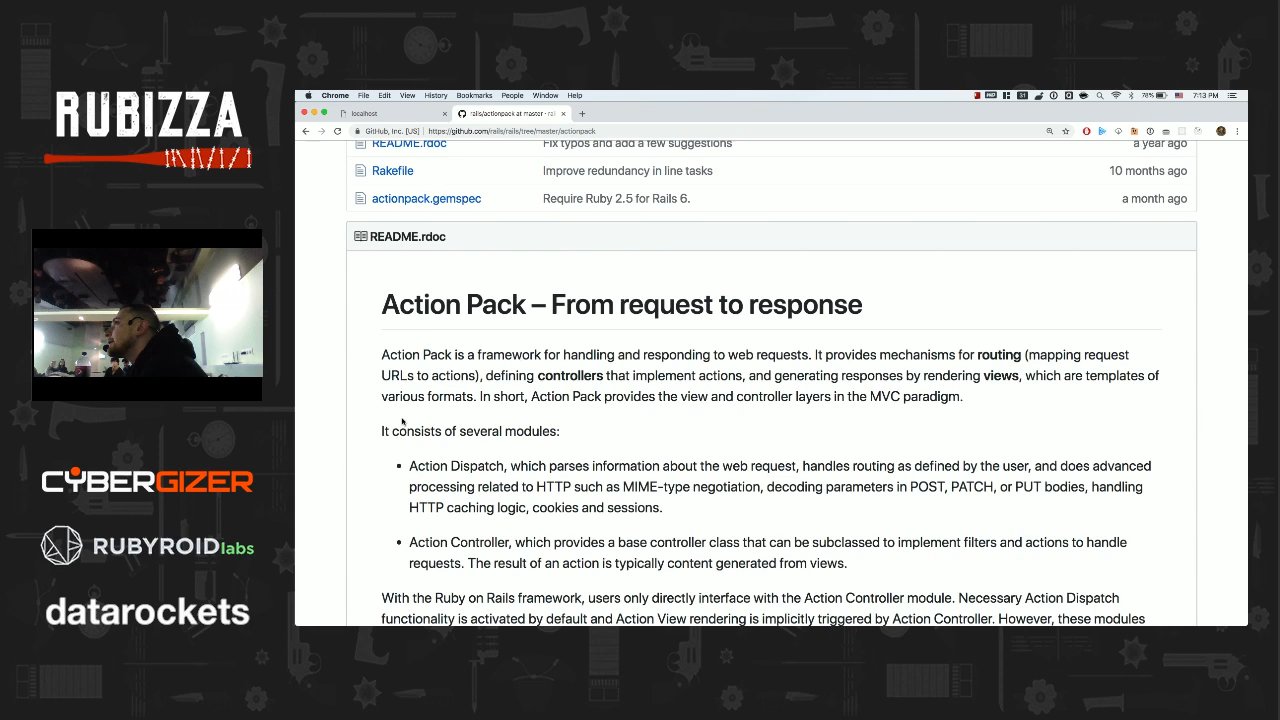 RUBIZZA
CYBERGIZER
RUBYROIDlabs
datarockets
Chrome File Edit View History Bookmarks People Window Help
78% 7:13 PM
localhost
rails/actionpack at master · rai
GitHub, Inc. [US] | https://github.com/rails/rails/tree/master/actionpack
README.rdoc Fix typos and add a few suggestions a year ago
Rakefile Improve redundancy in line tasks 10 months ago
actionpack.gemspec Require Ruby 2.5 for Rails 6. a month ago
README.rdoc
Action Pack – From request to response
Action Pack is a framework for handling and responding to web requests. It provides mechanisms for routing (mapping request
URLs to actions), defining controllers that implement actions, and generating responses by rendering views, which are templates of
various formats. In short, Action Pack provides the view and controller layers in the MVC paradigm.
It consists of several modules:
• Action Dispatch, which parses information about the web request, handles routing as defined by the user, and does advanced
processing related to HTTP such as MIME-type negotiation, decoding parameters in POST, PATCH, or PUT bodies, handling
HTTP caching logic, cookies and sessions.
• Action Controller, which provides a base controller class that can be subclassed to implement filters and actions to handle
requests. The result of an action is typically content generated from views.
With the Ruby on Rails framework, users only directly interface with the Action Controller module. Necessary Action Dispatch
functionality is activated by default and Action View rendering is implicitly triggered by Action Controller. However, these modules